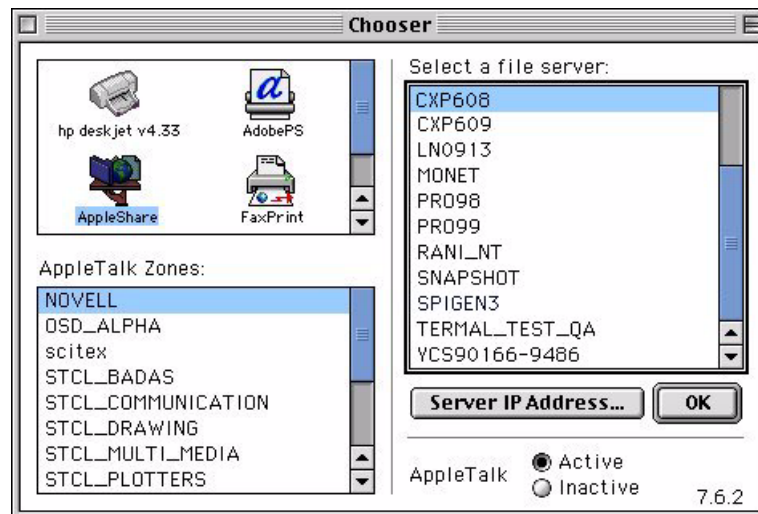 Chooser
hp deskjet v4.33
AdobePS
AppleShare
FaxPrint
AppleTalk Zones:
NOVELL
OSD_ALPHA
scitex
STCL_BADAS
STCL_COMMUNICATION
STCL_DRAWING
STCL_MULTI_MEDIA
STCL_PLOTTERS
Select a file server:
CXP608
CXP609
LN0913
MONET
PRO98
PRO99
RANI_NT
SNAPSHOT
SPIGEN3
TERMAL_TEST_QA
YCS90166-9486
Server IP Address...
OK
AppleTalk
Active
Inactive
7.6.2